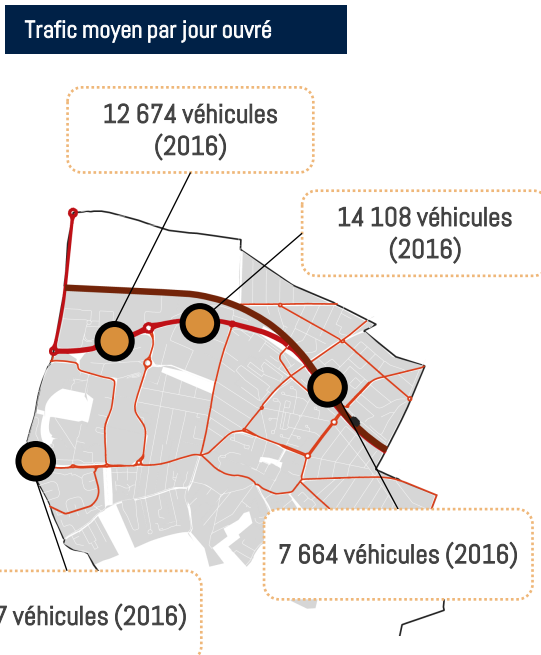 Trafic moyen par jour ouvré
12 674 véhicules
(2016)
14 108 véhicules
(2016)
7 664 véhicules (2016)
véhicules (2016)